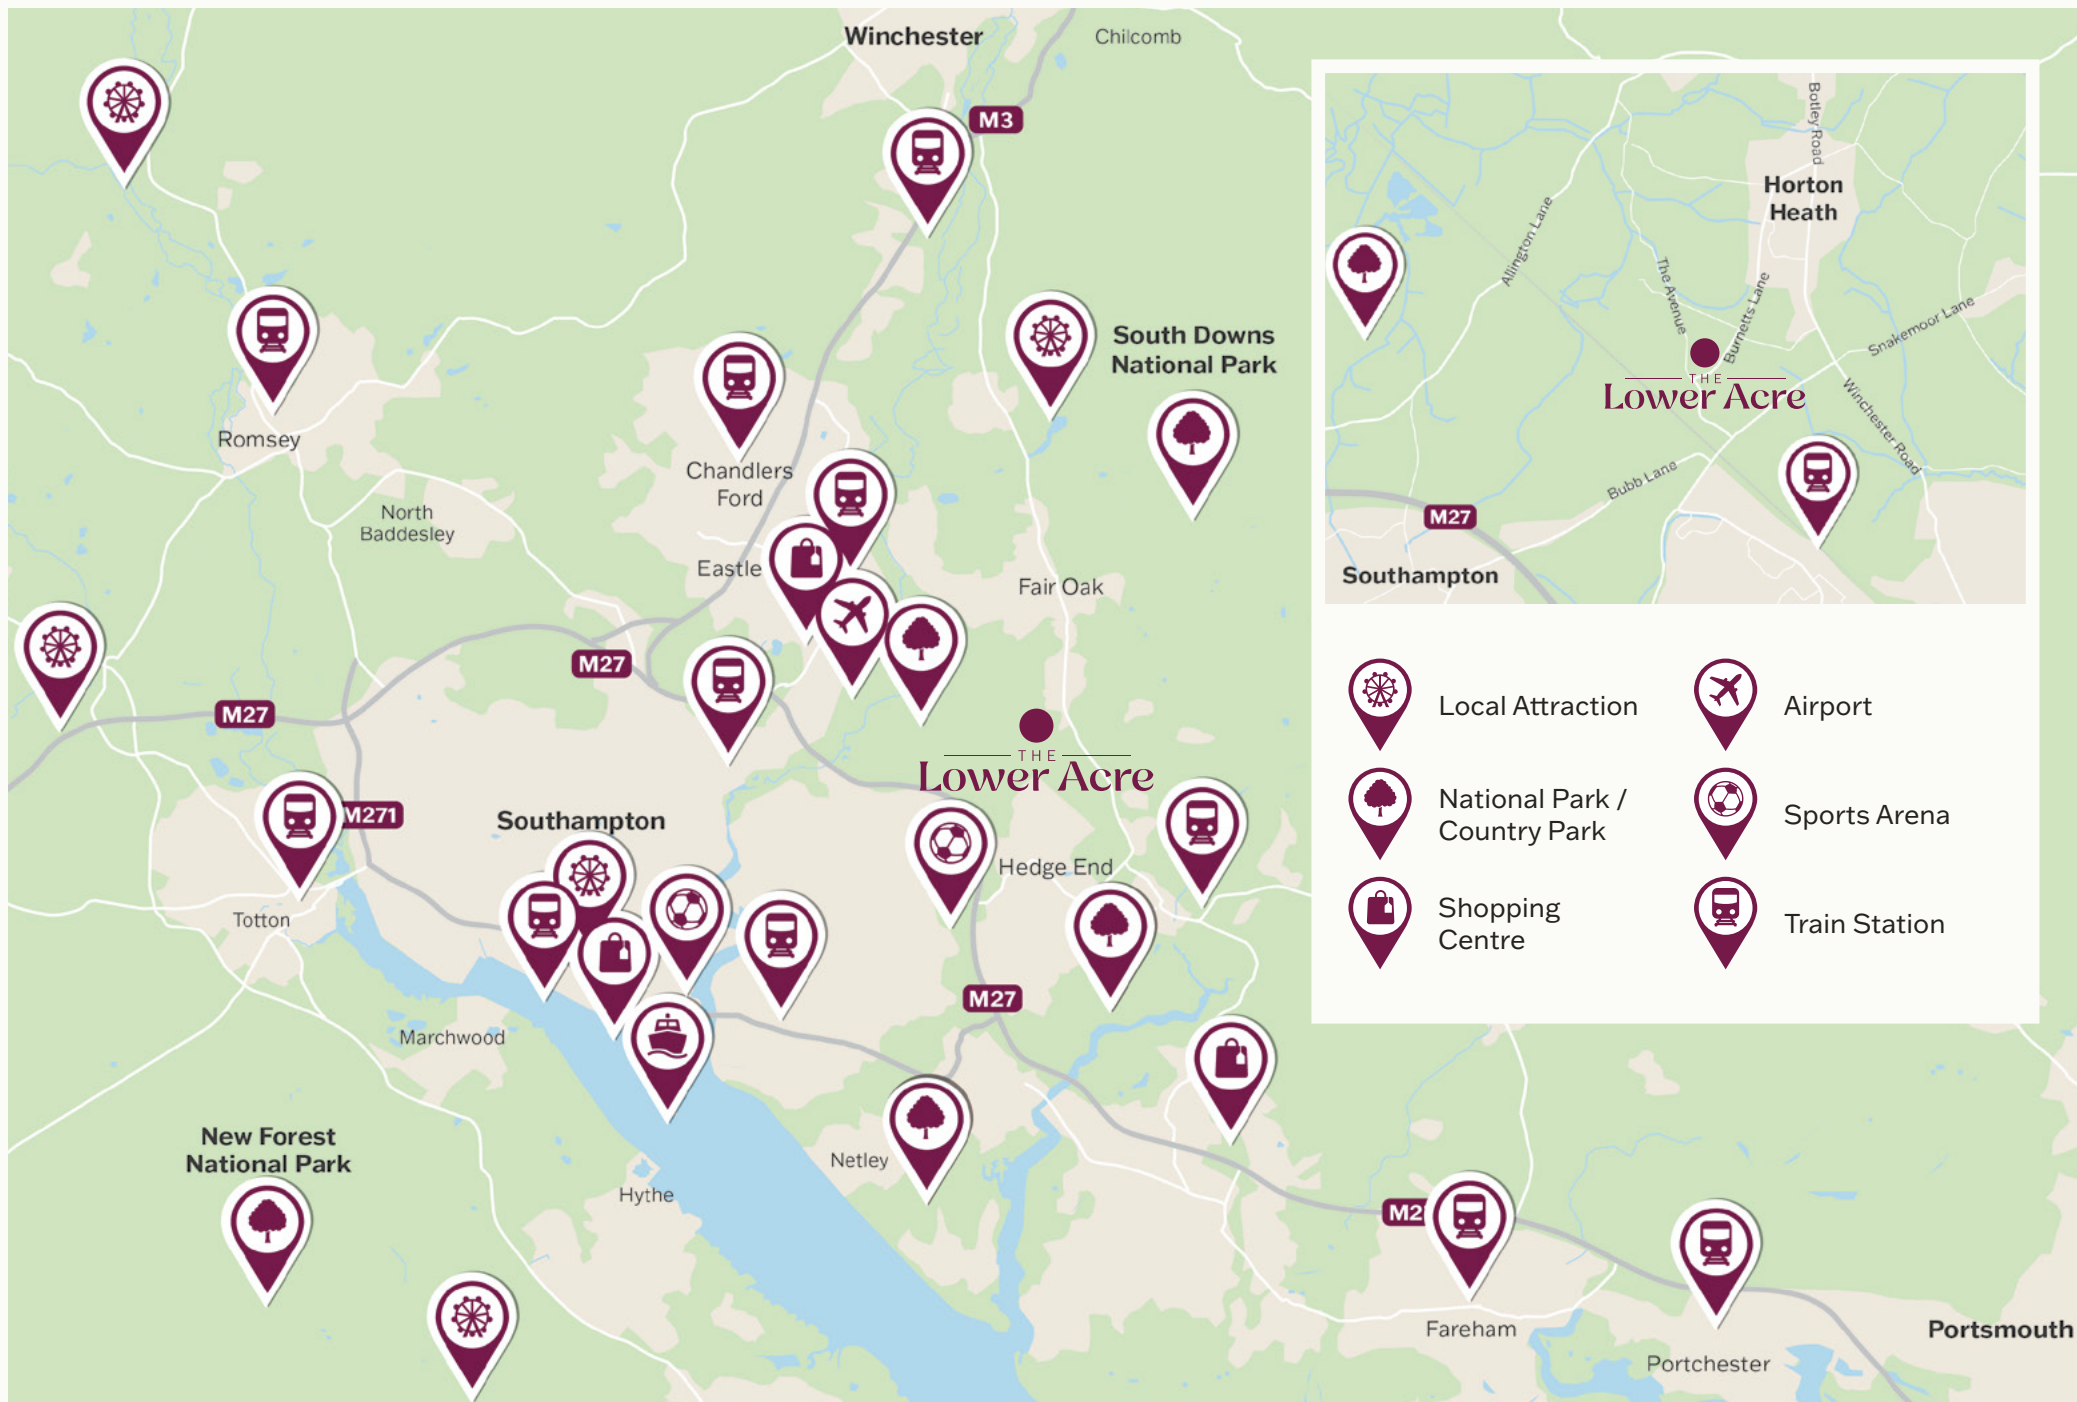 Winchester
Chilcomb
M3
South Downs
National Park
Romsey
Chandlers
Ford
North
Baddesley
Eastle
Fair Oak
M27
M27
THE
Lower Acre
M271
Southampton
Hedge End
Totton
M27
Marchwood
New Forest
National Park
Netley
Hythe
M2
Fareham
Portchester
Portsmouth
Botley Road
Horton
Heath
Allington Lane
The Avenue
Burnetts Lane
Snakemoor Lane
THE
Lower Acre
Winchester Road
Bubb Lane
M27
Southampton
Local Attraction
Airport
National Park /
Country Park
Sports Arena
Shopping
Centre
Train Station